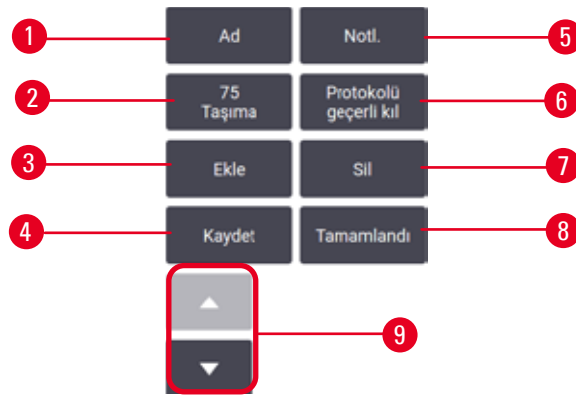 1 Ad Notl. 5
2 75 Taşıma Protokolü geçerli kıl 6
3 Ekle Sil 7
4 Kaydet Tamamlandı 8
9